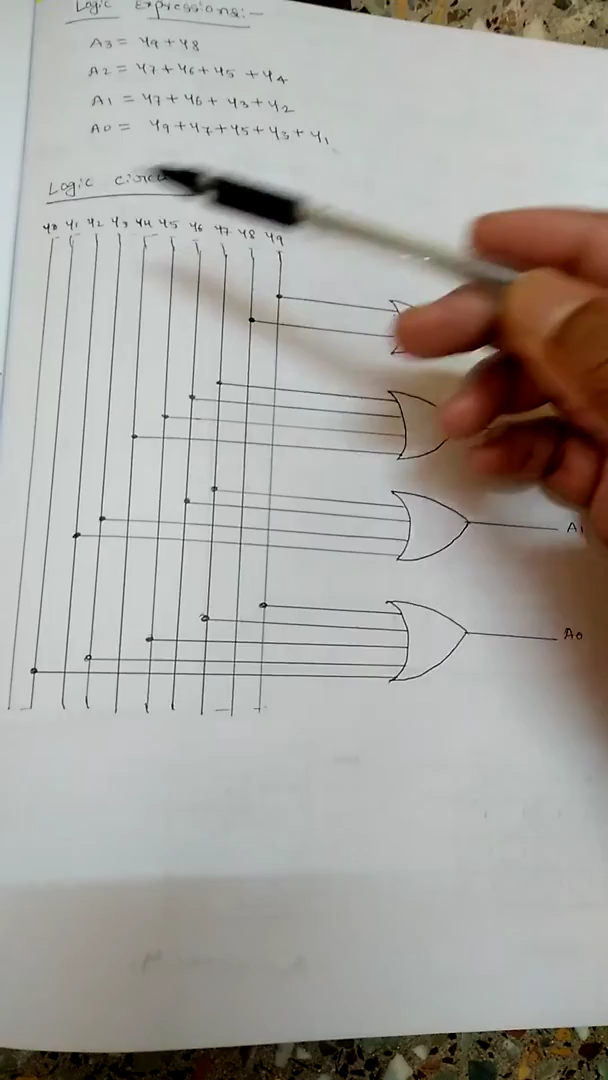 Logic Expressions:-
A3 = Y9+Y8
A2 = Y7+Y6+Y5+Y4
A1 = Y7+Y6+Y3+Y2
A0 = Y9+Y7+Y5+Y3+Y1
Logic
Y0 Y1 Y2 Y3 Y4 Y5 Y6 Y7 Y8 Y9
A1
A0